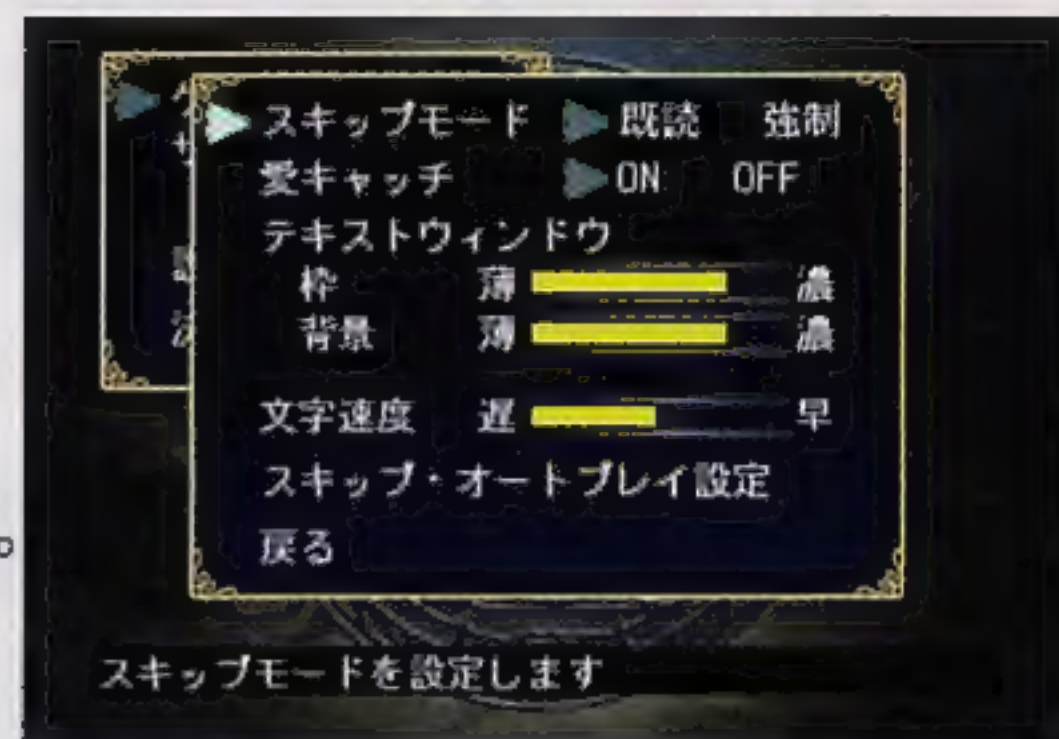 スキップモード 既読 強制
愛キャッチ ON OFF
テキストウィンドウ
枠 薄 濃
背景 薄 濃
文字速度 遅 早
スキップ・オートプレイ設定
戻る
スキップモードを設定します